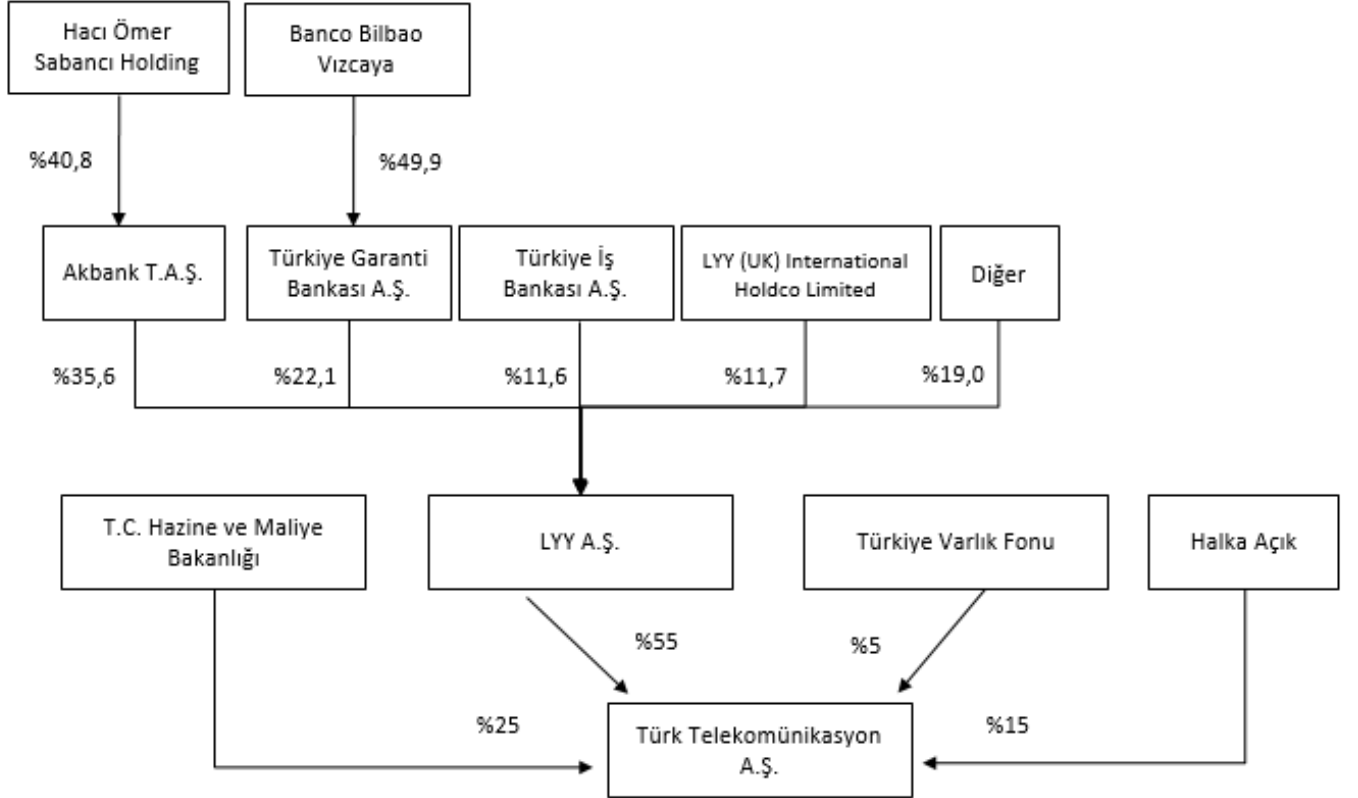 Hacı Ömer
Sabancı Holding
Banco Bilbao
Vızcaya
%40,8
%49,9
Akbank T.A.Ş.
Türkiye Garanti
Bankası A.Ş.
Türkiye İş
Bankası A.Ş.
LYY (UK) International
Holdco Limited
Diğer
%35,6
%22,1
%11,6
%11,7
%19,0
T.C. Hazine ve Maliye
Bakanlığı
LYY A.Ş.
Türkiye Varlık Fonu
Halka Açık
%55
%5
%25
%15
Türk Telekomünikasyon
A.Ş.